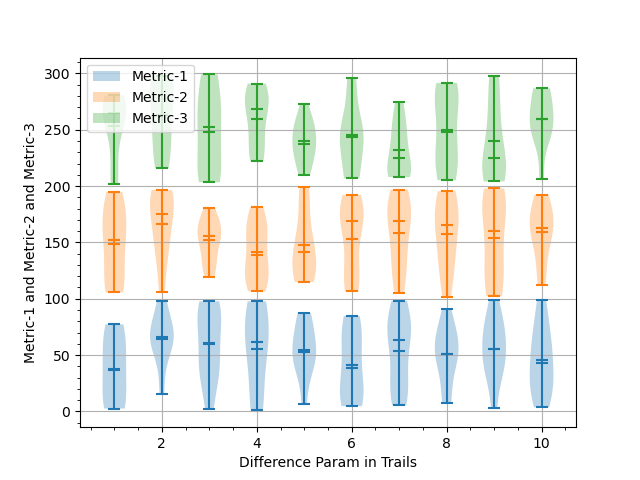 Metric-1
Metric-2
Metric-3
Metric-1 and Metric-2 and Metric-3
300
250
200
150
100
50
0
2
4
6
8
10
Difference Param in Trails